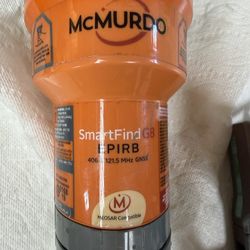 McMURDO
SmartFind G8
EPIRB
406/121.5 MHz GNSS
M
MEOSAR Compatible